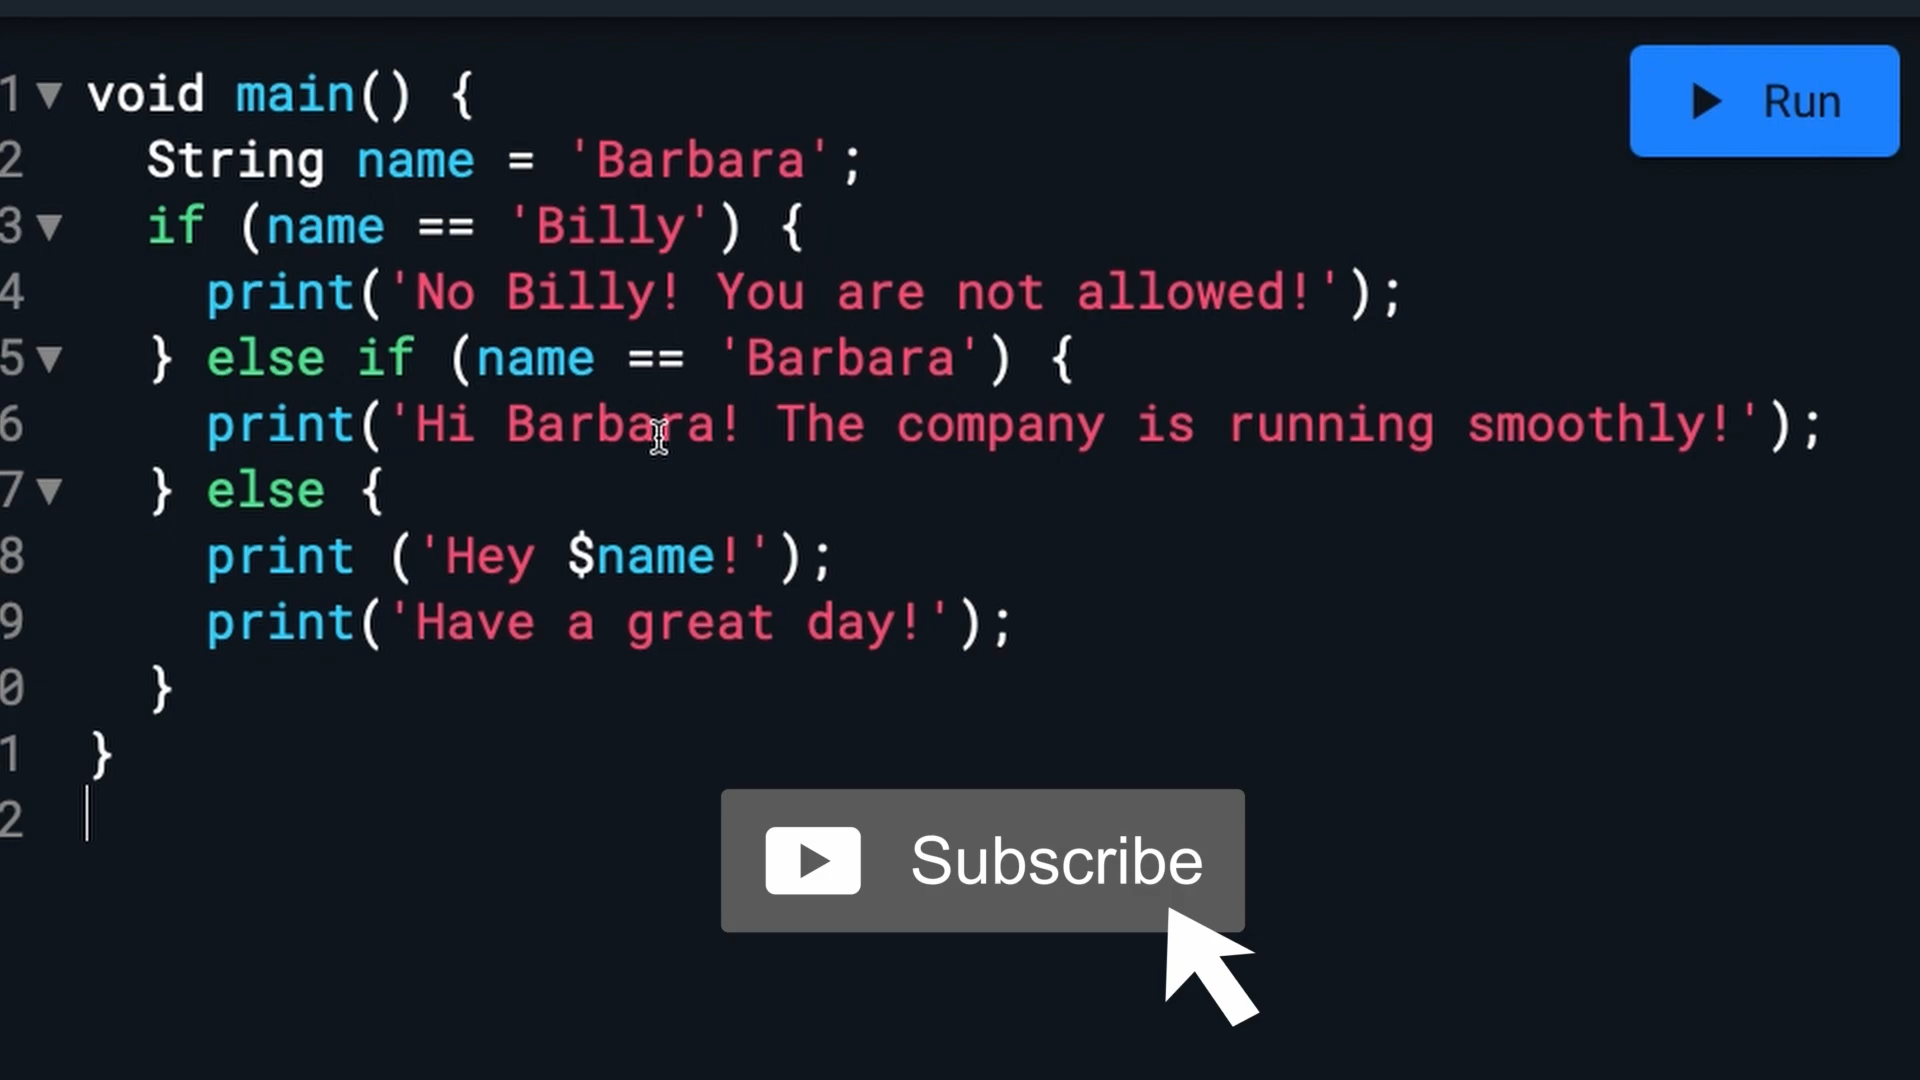 1 void main() {
Run
2 String name = 'Barbara';
3 if (name == 'Billy') {
4 print('No Billy! You are not allowed!');
5 } else if (name == 'Barbara') {
6 print('Hi Barbara! The company is running smoothly!');
7 } else {
8 print ('Hey $name!');
9 print('Have a great day!');
0 }
1 }
2
Subscribe